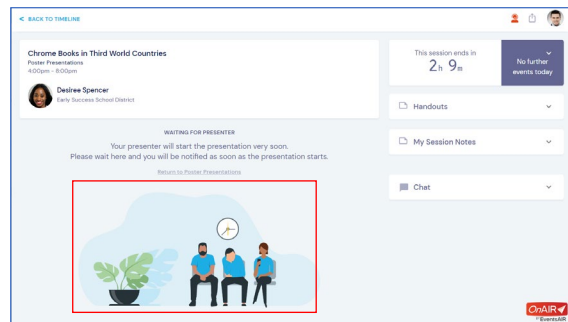 < BACK TO TIMELINE
Chrome Books in Third World Countries
Poster Presentations
4:00pm - 8:00pm
Desiree Spencer
Early Success School District
This session ends in
2h 9m
No further
events today
Handouts
My Session Notes
Chat
WAITING FOR PRESENTER
Your presenter will start the presentation very soon.
Please wait here and you will be notified as soon as the presentation starts.
Return to Poster Presentations
OnAIR
BY EventsAIR